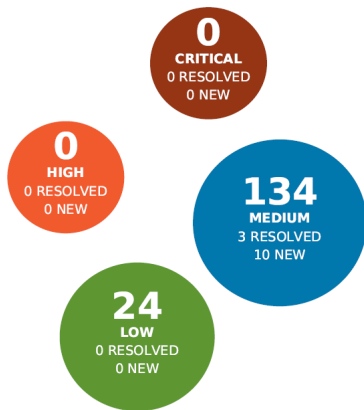 0
CRITICAL
0 RESOLVED
0 NEW
0
HIGH
0 RESOLVED
0 NEW
134
MEDIUM
3 RESOLVED
10 NEW
24
LOW
0 RESOLVED
0 NEW